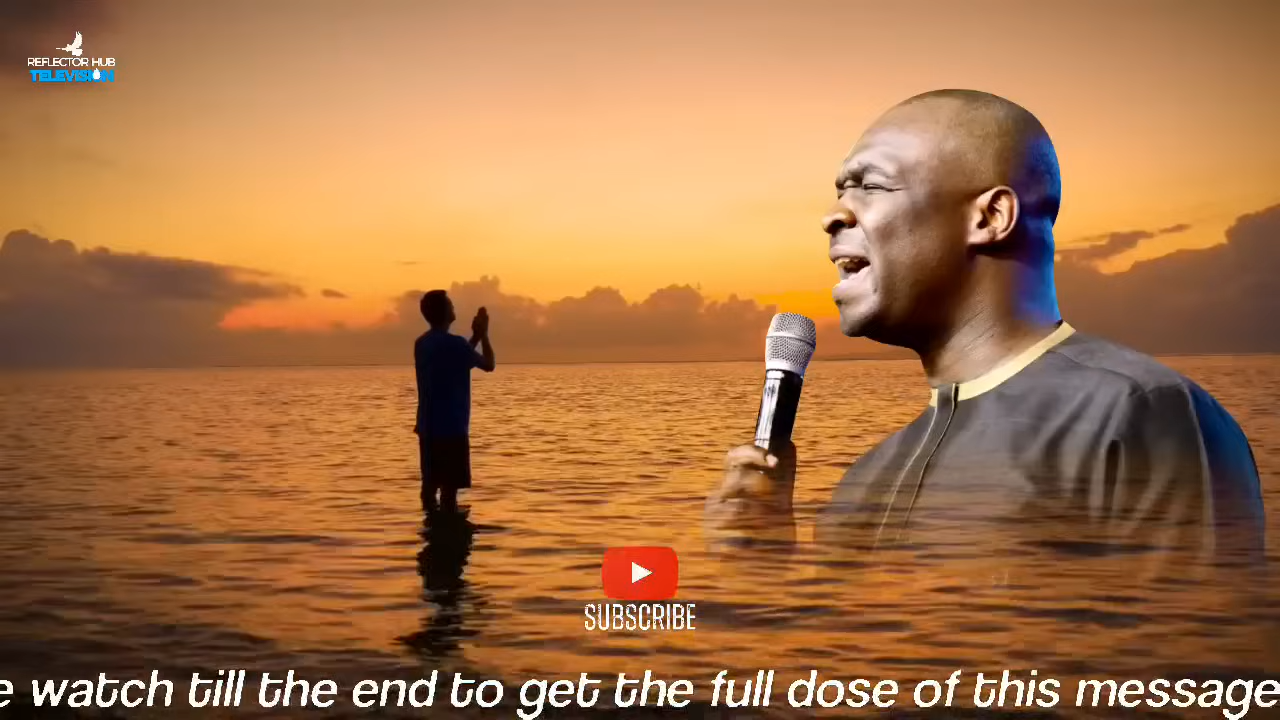 REFLECTOR HUB
TELEVISION
SUBSCRIBE
e watch till the end to get the full dose of this message